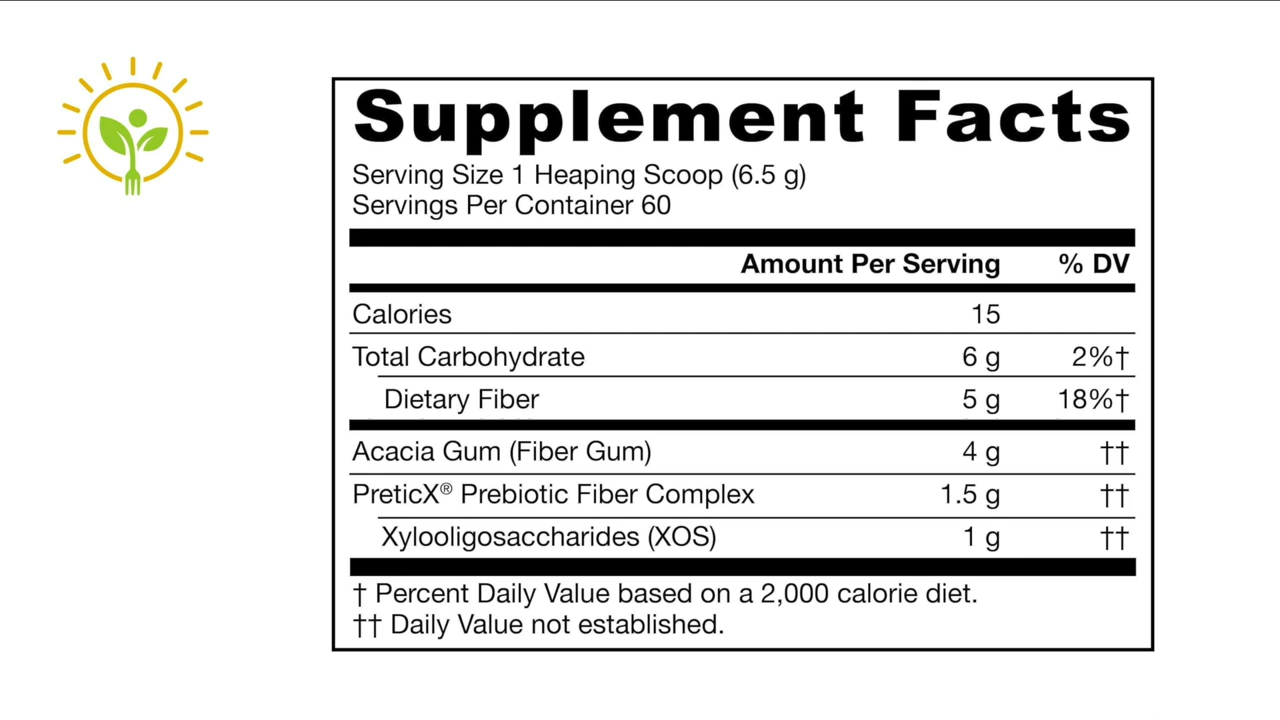 Supplement Facts
Serving Size 1 Heaping Scoop (6.5 g)
Servings Per Container 60
Amount Per Serving % DV
Calories 15
Total Carbohydrate 6 g 2%†
Dietary Fiber 5 g 18%†
Acacia Gum (Fiber Gum) 4 g ††
PreticX® Prebiotic Fiber Complex 1.5 g ††
Xylooligosaccharides (XOS) 1 g ††
† Percent Daily Value based on a 2,000 calorie diet.
†† Daily Value not established.